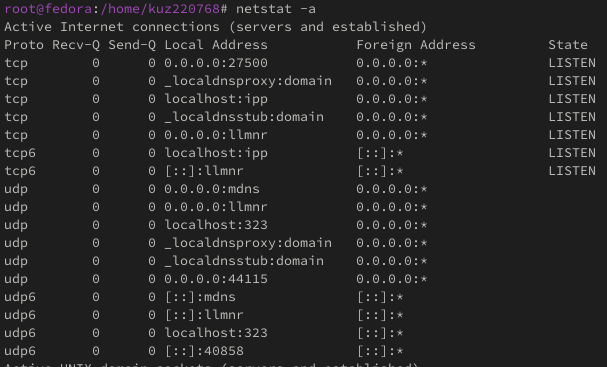 root@fedora:/home/kuz220768# netstat -a
Active Internet connections (servers and established)
Proto Recv-Q Send-Q Local Address           Foreign Address         State
tcp        0      0 0.0.0.0:27500           0.0.0.0:*               LISTEN
tcp        0      0 _localdnsproxy:domain   0.0.0.0:*               LISTEN
tcp        0      0 localhost:ipp           0.0.0.0:*               LISTEN
tcp        0      0 _localdnsstub:domain    0.0.0.0:*               LISTEN
tcp        0      0 0.0.0.0:llmnr           0.0.0.0:*               LISTEN
tcp6       0      0 localhost:ipp           [::]:*                  LISTEN
tcp6       0      0 [::]:llmnr              [::]:*                  LISTEN
udp        0      0 0.0.0.0:mdns            0.0.0.0:*
udp        0      0 0.0.0.0:llmnr           0.0.0.0:*
udp        0      0 localhost:323           0.0.0.0:*
udp        0      0 _localdnsproxy:domain   0.0.0.0:*
udp        0      0 _localdnsstub:domain    0.0.0.0:*
udp        0      0 0.0.0.0:44115           0.0.0.0:*
udp6       0      0 [::]:mdns               [::]:*
udp6       0      0 [::]:llmnr              [::]:*
udp6       0      0 localhost:323           [::]:*
udp6       0      0 [::]:40858              [::]:*
Active UNIX domain sockets (servers and established)